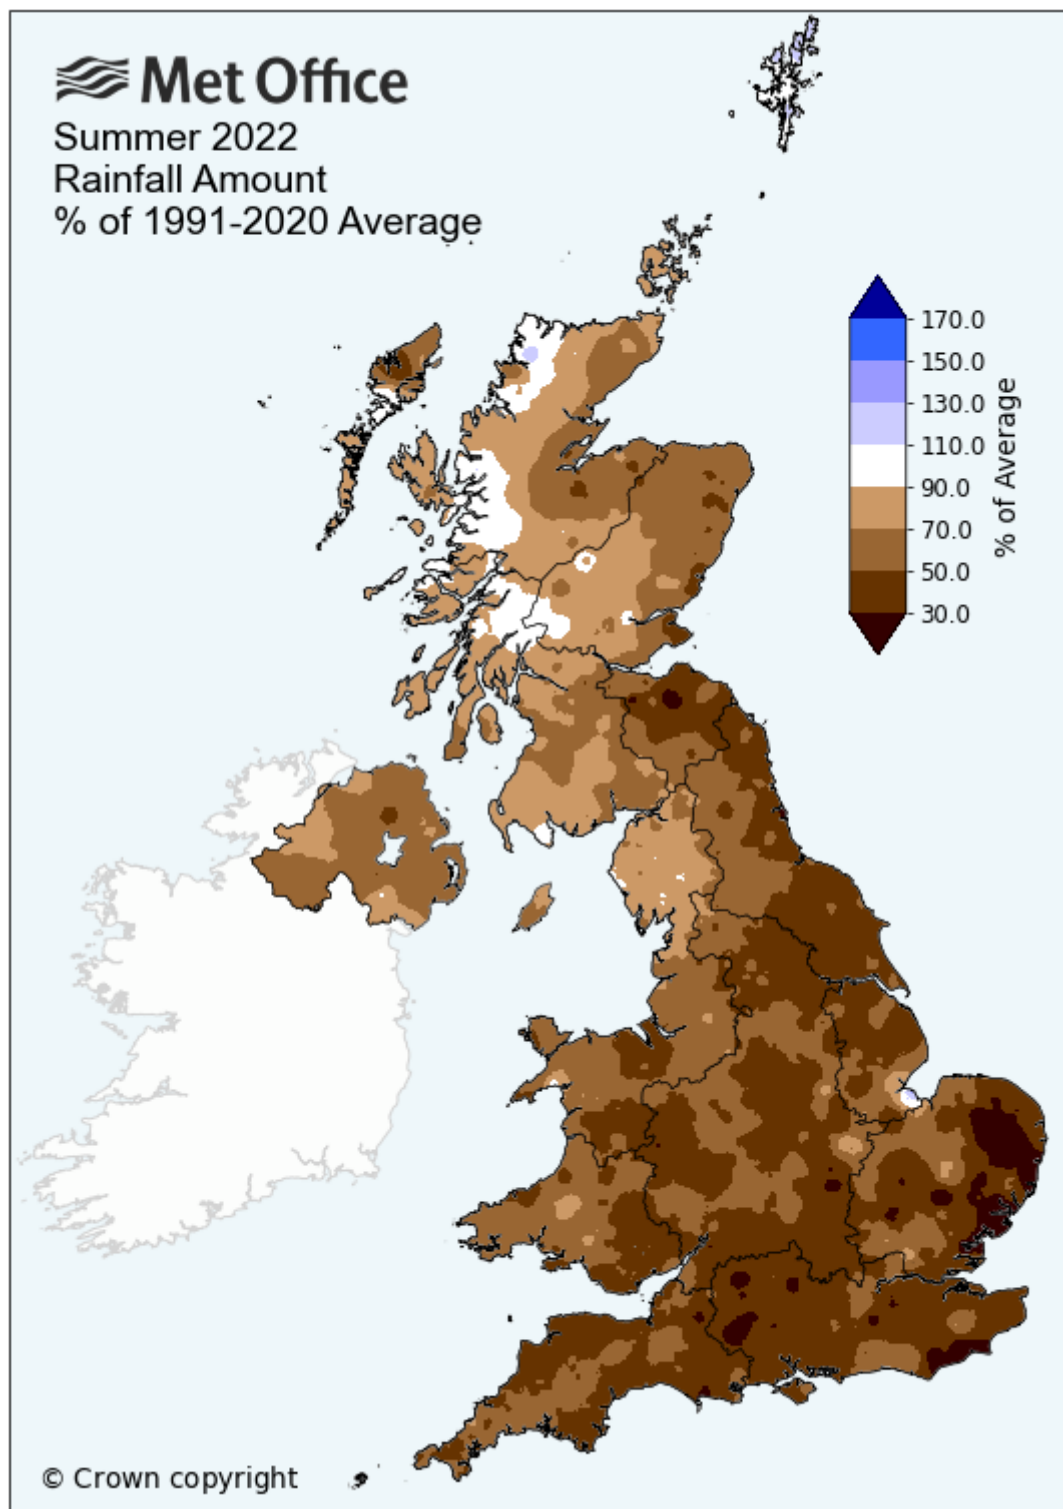 Met Office
Summer 2022
Rainfall Amount
% of 1991-2020 Average
170.0
150.0
130.0
110.0
90.0
70.0
50.0
30.0
% of Average
© Crown copyright